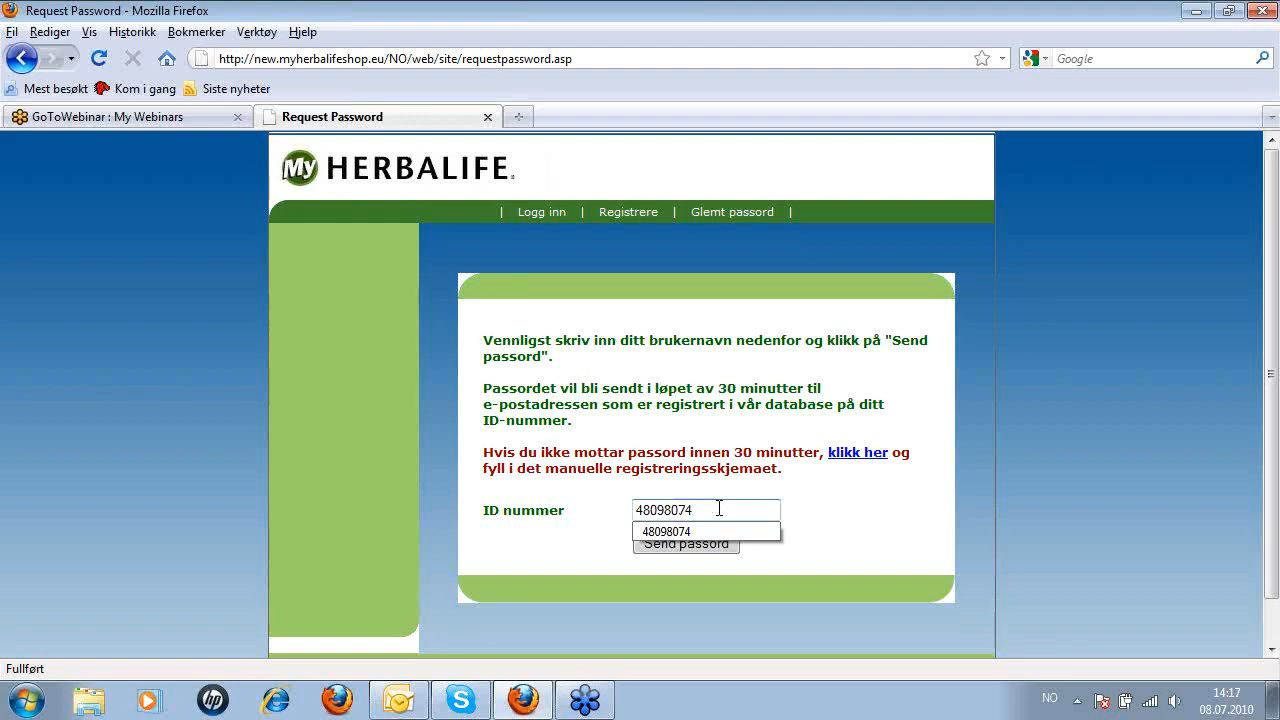 Request Password - Mozilla Firefox
Fil Rediger Vis Historikk Bokmerker Verktøy Hjelp
http://new.myherbalifeshop.eu/NO/web/site/requestpassword.asp
Google
Mest besøkt Kom i gang Siste nyheter
GoToWebinar : My Webinars
Request Password
My HERBALIFE.
| Logg inn | Registrere | Glemt passord |
Vennligst skriv inn ditt brukernavn nedenfor og klikk på "Send
passord".
Passordet vil bli sendt i løpet av 30 minutter til
e-postadressen som er registrert i vår database på ditt
ID-nummer.
Hvis du ikke mottar passord innen 30 minutter, klikk her og
fyll i det manuelle registreringsskjemaet.
ID nummer 48098074
48098074
Send passord
Fullført
hp
NO
14:17
08.07.2010